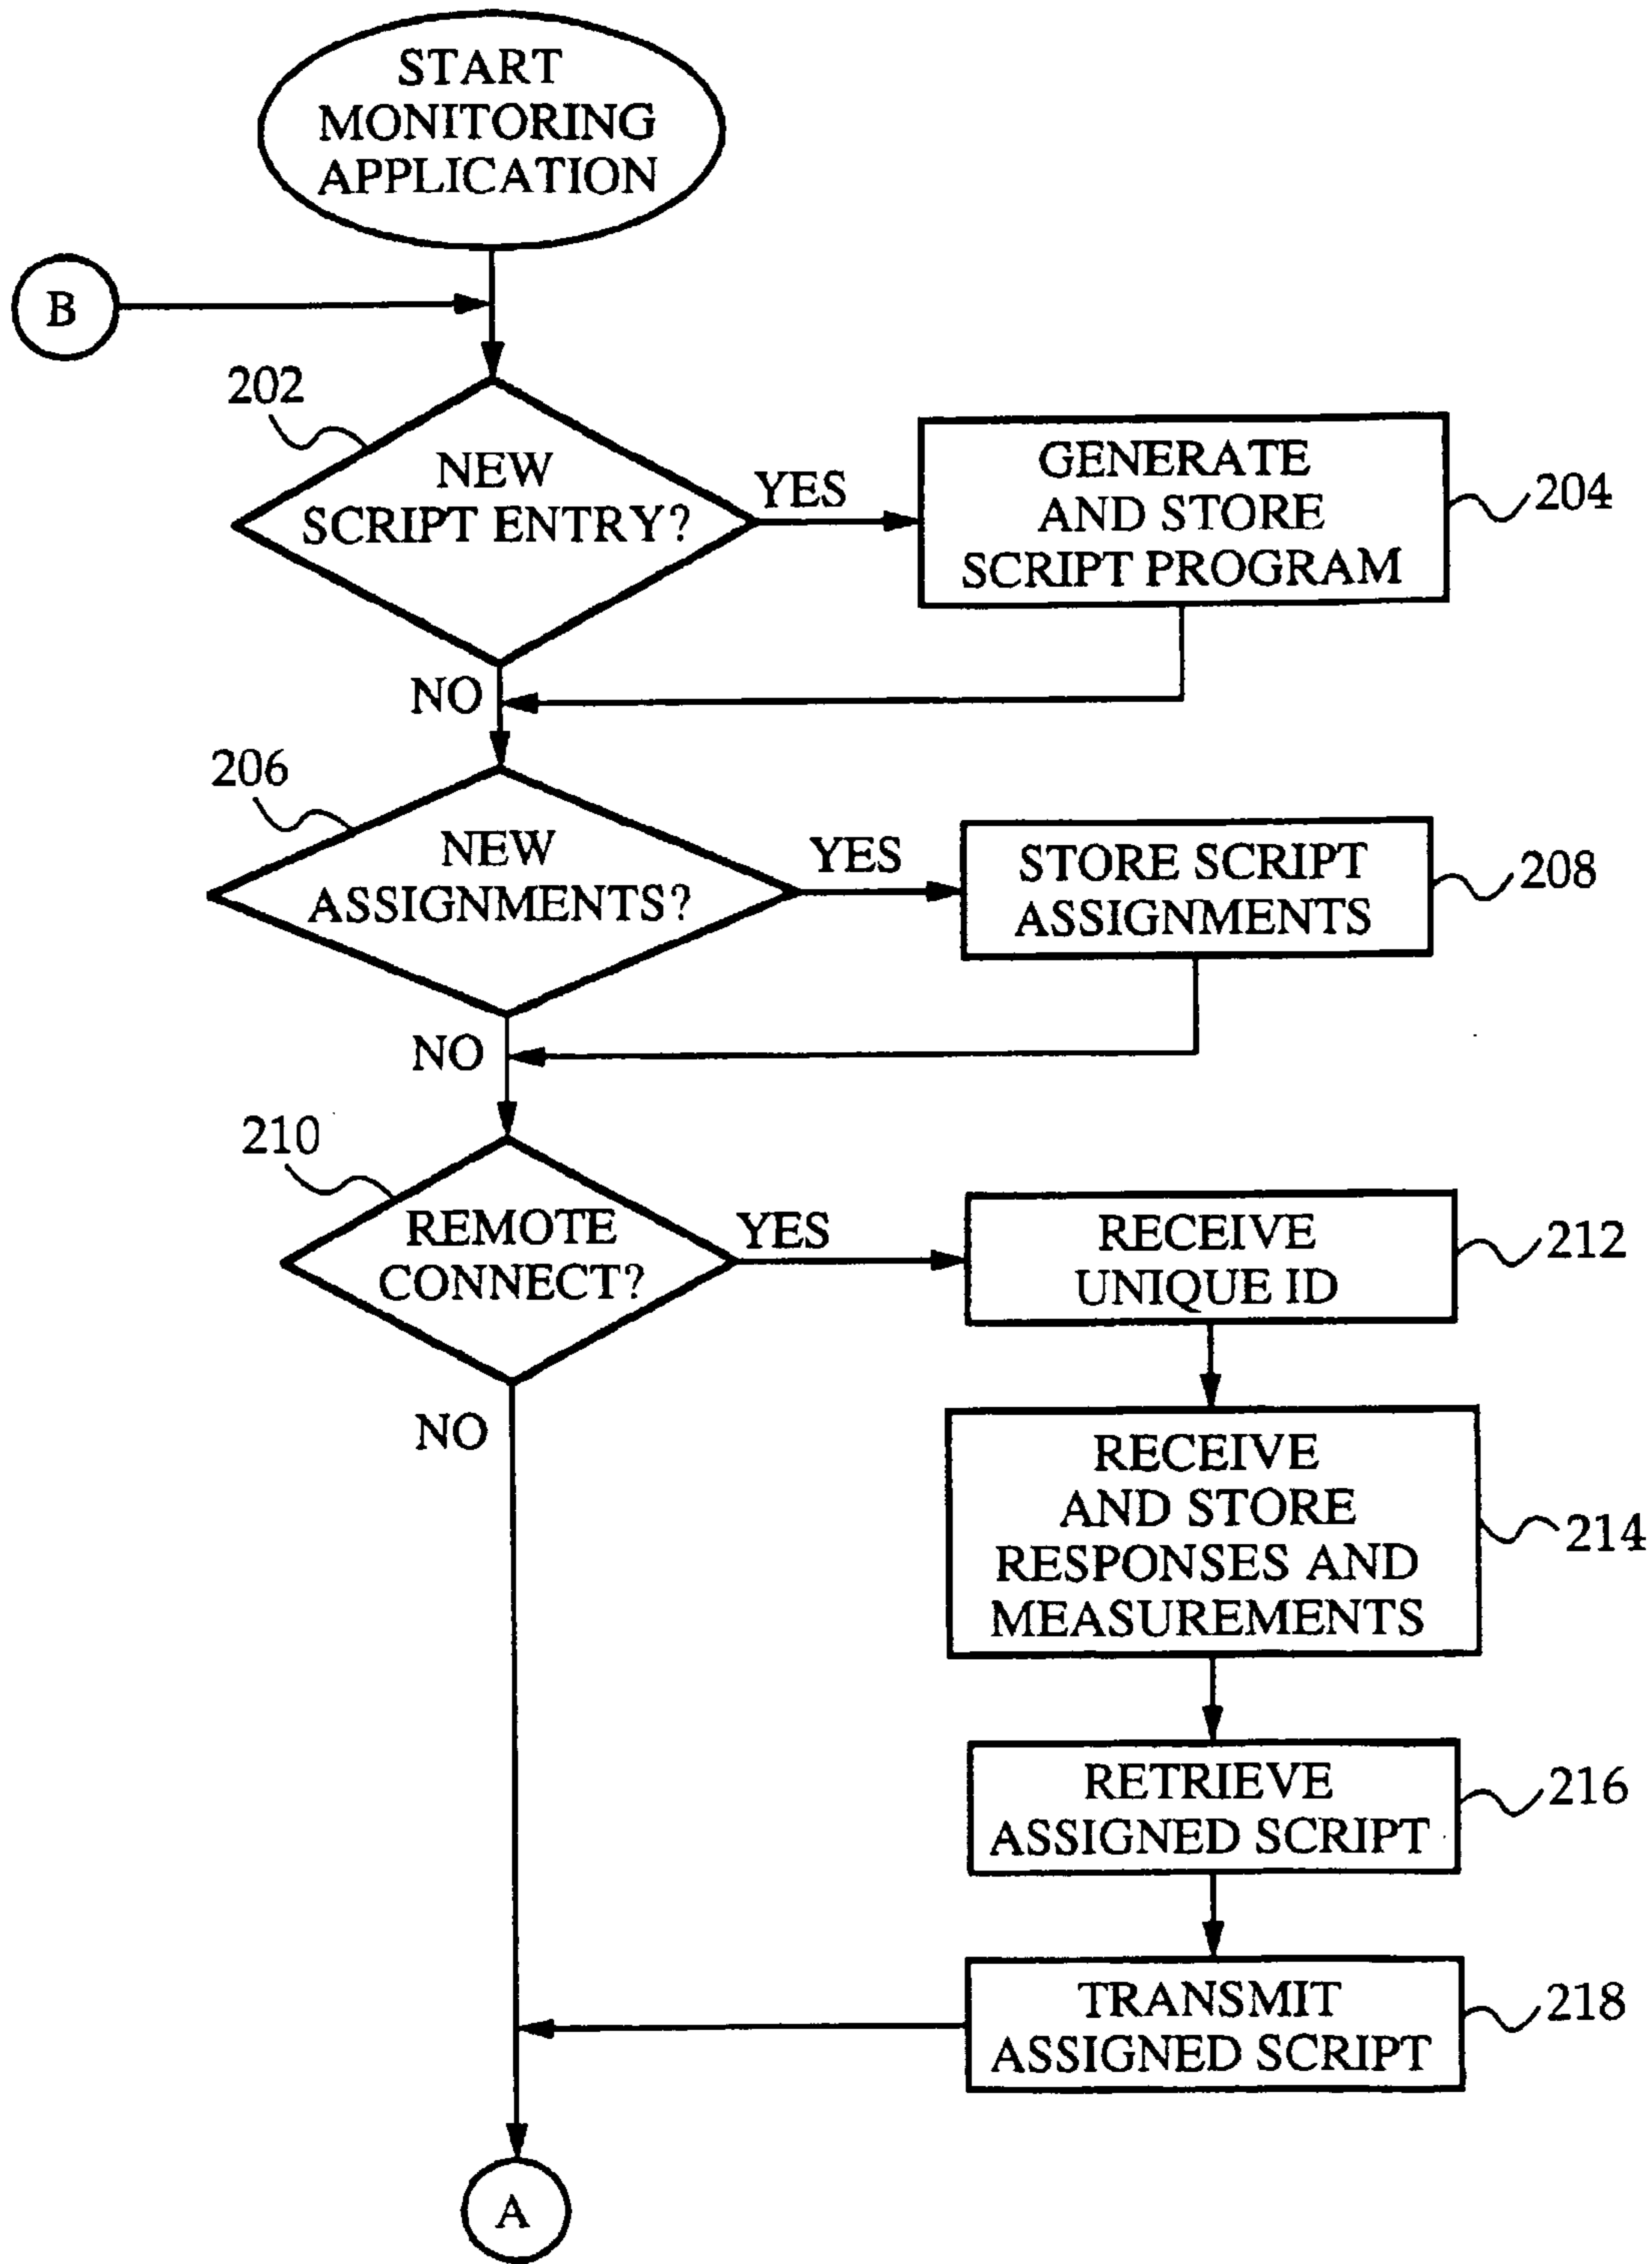 START
MONITORING
APPLICATION
B
202
NEW
SCRIPT ENTRY?
YES
GENERATE
AND STORE
SCRIPT PROGRAM
204
NO
206
NEW
ASSIGNMENTS?
YES
STORE SCRIPT
ASSIGNMENTS
208
NO
210
REMOTE
CONNECT?
YES
RECEIVE
UNIQUE ID
212
NO
RECEIVE
AND STORE
RESPONSES AND
MEASUREMENTS
214
RETRIEVE
ASSIGNED SCRIPT
216
TRANSMIT
ASSIGNED SCRIPT
218
A